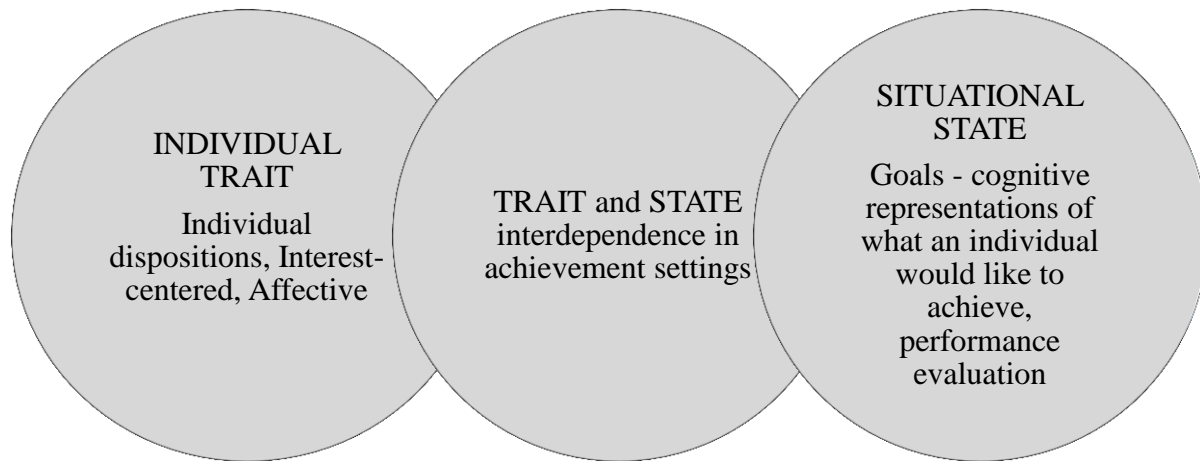 INDIVIDUAL
TRAIT
Individual
dispositions, Interest-
centered, Affective
TRAIT and STATE
interdependence in
achievement settings
SITUATIONAL
STATE
Goals - cognitive
representations of
what an individual
would like to
achieve,
performance
evaluation